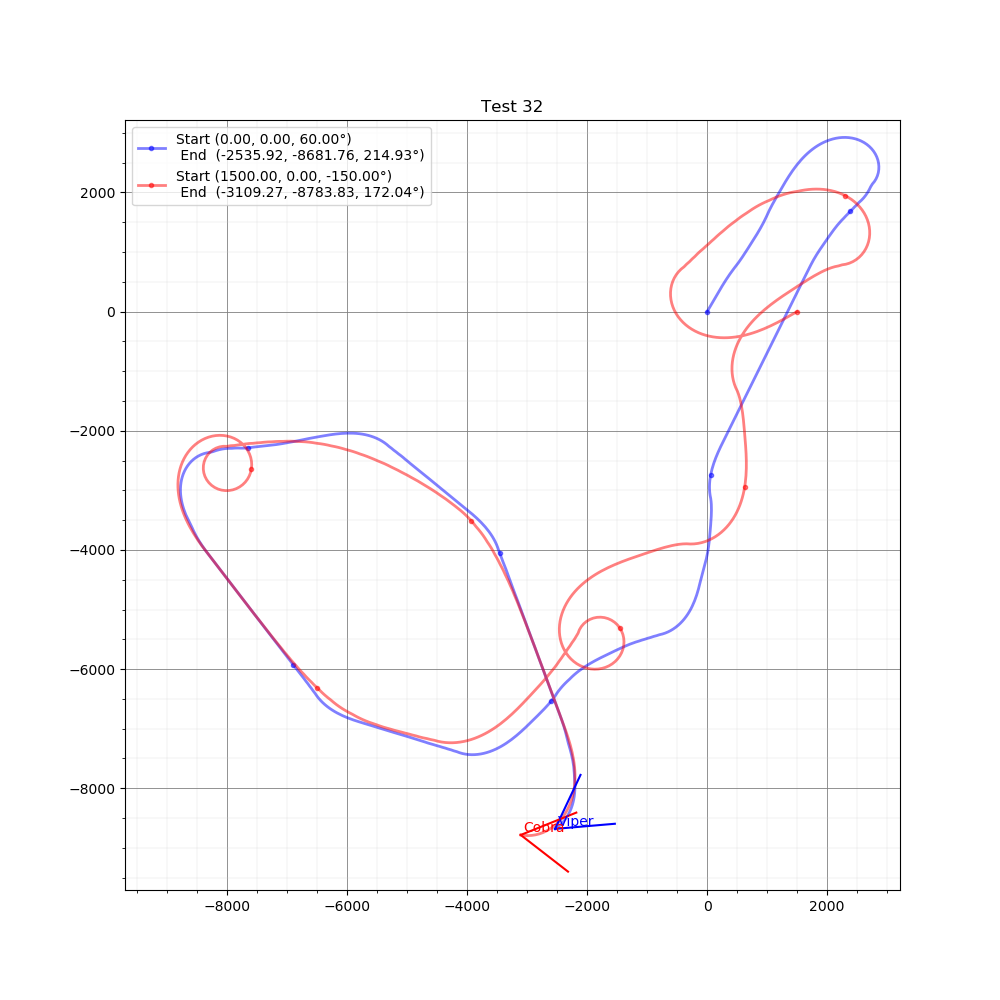 Test 32
Start (0.00, 0.00, 60.00°)
End (-2535.92, -8681.76, 214.93°)
Start (1500.00, 0.00, -150.00°)
End (-3109.27, -8783.83, 172.04°)
2000
0
−2000
−4000
−6000
−8000
Cobra
Viper
−8000
−6000
−4000
−2000
0
2000